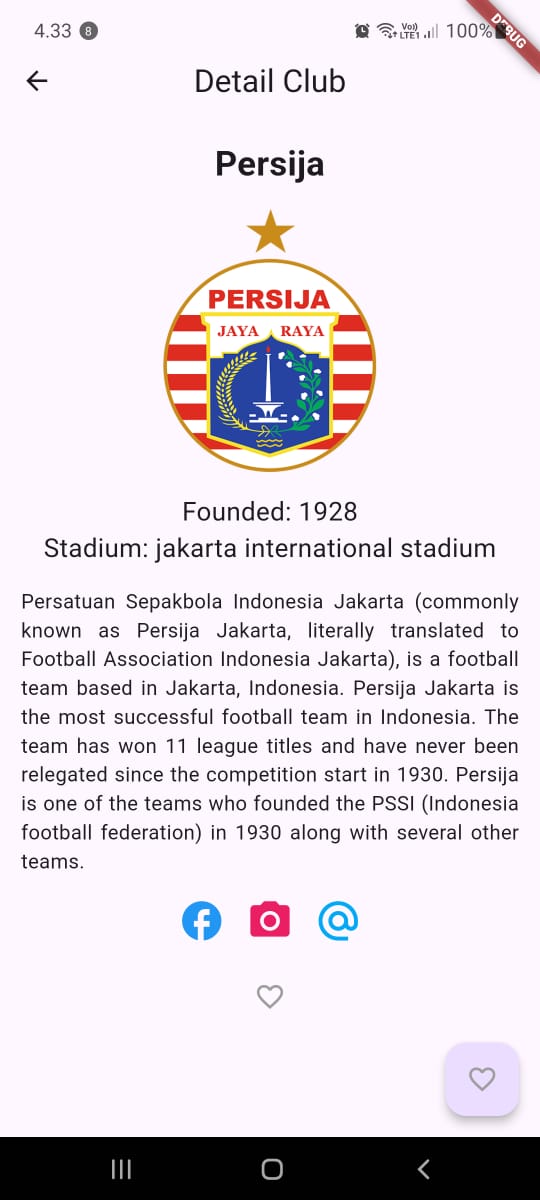 4.33 8 Vo)) LTE1 100%
DEBUG
Detail Club
Persija
PERSIJA
JAYA RAYA
Founded: 1928
Stadium: jakarta international stadium
Persatuan Sepakbola Indonesia Jakarta (commonly
known as Persija Jakarta, literally translated to
Football Association Indonesia Jakarta), is a football
team based in Jakarta, Indonesia. Persija Jakarta is
the most successful football team in Indonesia. The
team has won 11 league titles and have never been
relegated since the competition start in 1930. Persija
is one of the teams who founded the PSSI (Indonesia
football federation) in 1930 along with several other
teams.